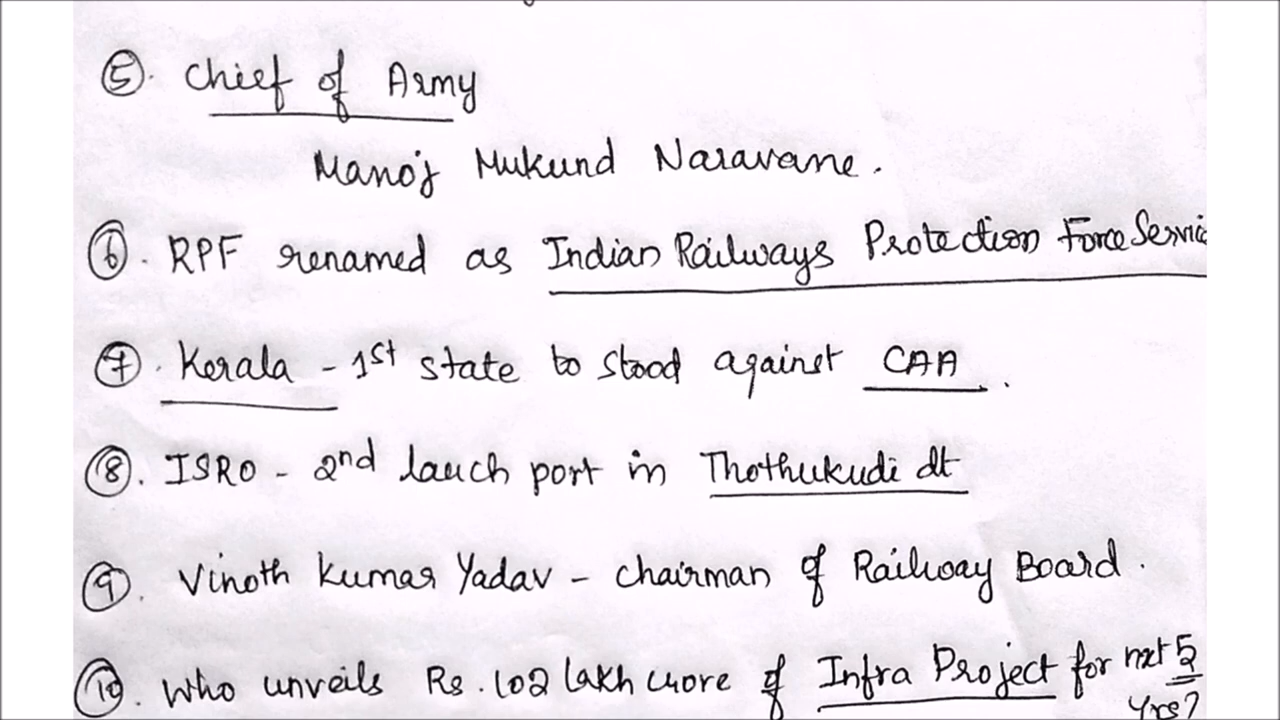 5. Chief of Army
Manoj Mukund Naravane.
6. RPF renamed as Indian Railways Protection Force Servic
7. Kerala - 1st state to stood against CAA.
8. ISRO - 2nd lauch port in Thothukudi dt
9. Vinoth Kumar Yadav - chairman of Railway Board.
10. Who unveils Rs. 102 lakh crore of Infra Project for nxt 5
yrs?